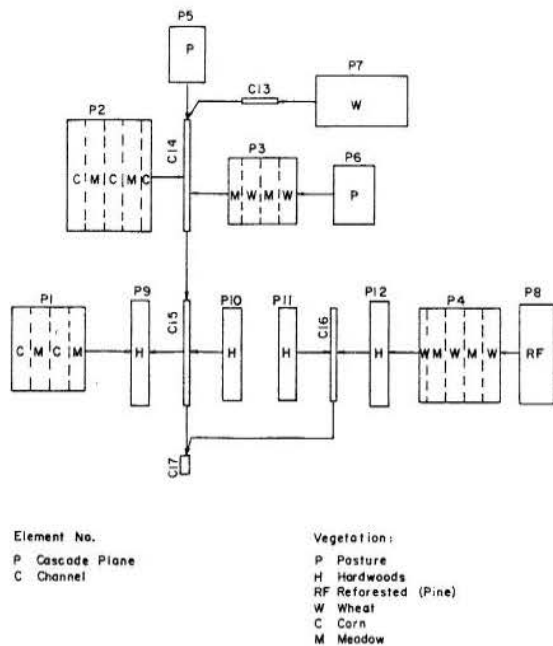 P5
P
P7
C13
W
P2
C14
P3
P6
C M C M C
M W M W
P
P1
P9
C15
P10
P11
C16
P12
P4
P8
C M C M
H
H
H
H
W M W M W
RF
C17
Element No.
P Cascade Plane
C Channel
Vegetation:
P Pasture
H Hardwoods
RF Reforested (Pine)
W Wheat
C Corn
M Meadow